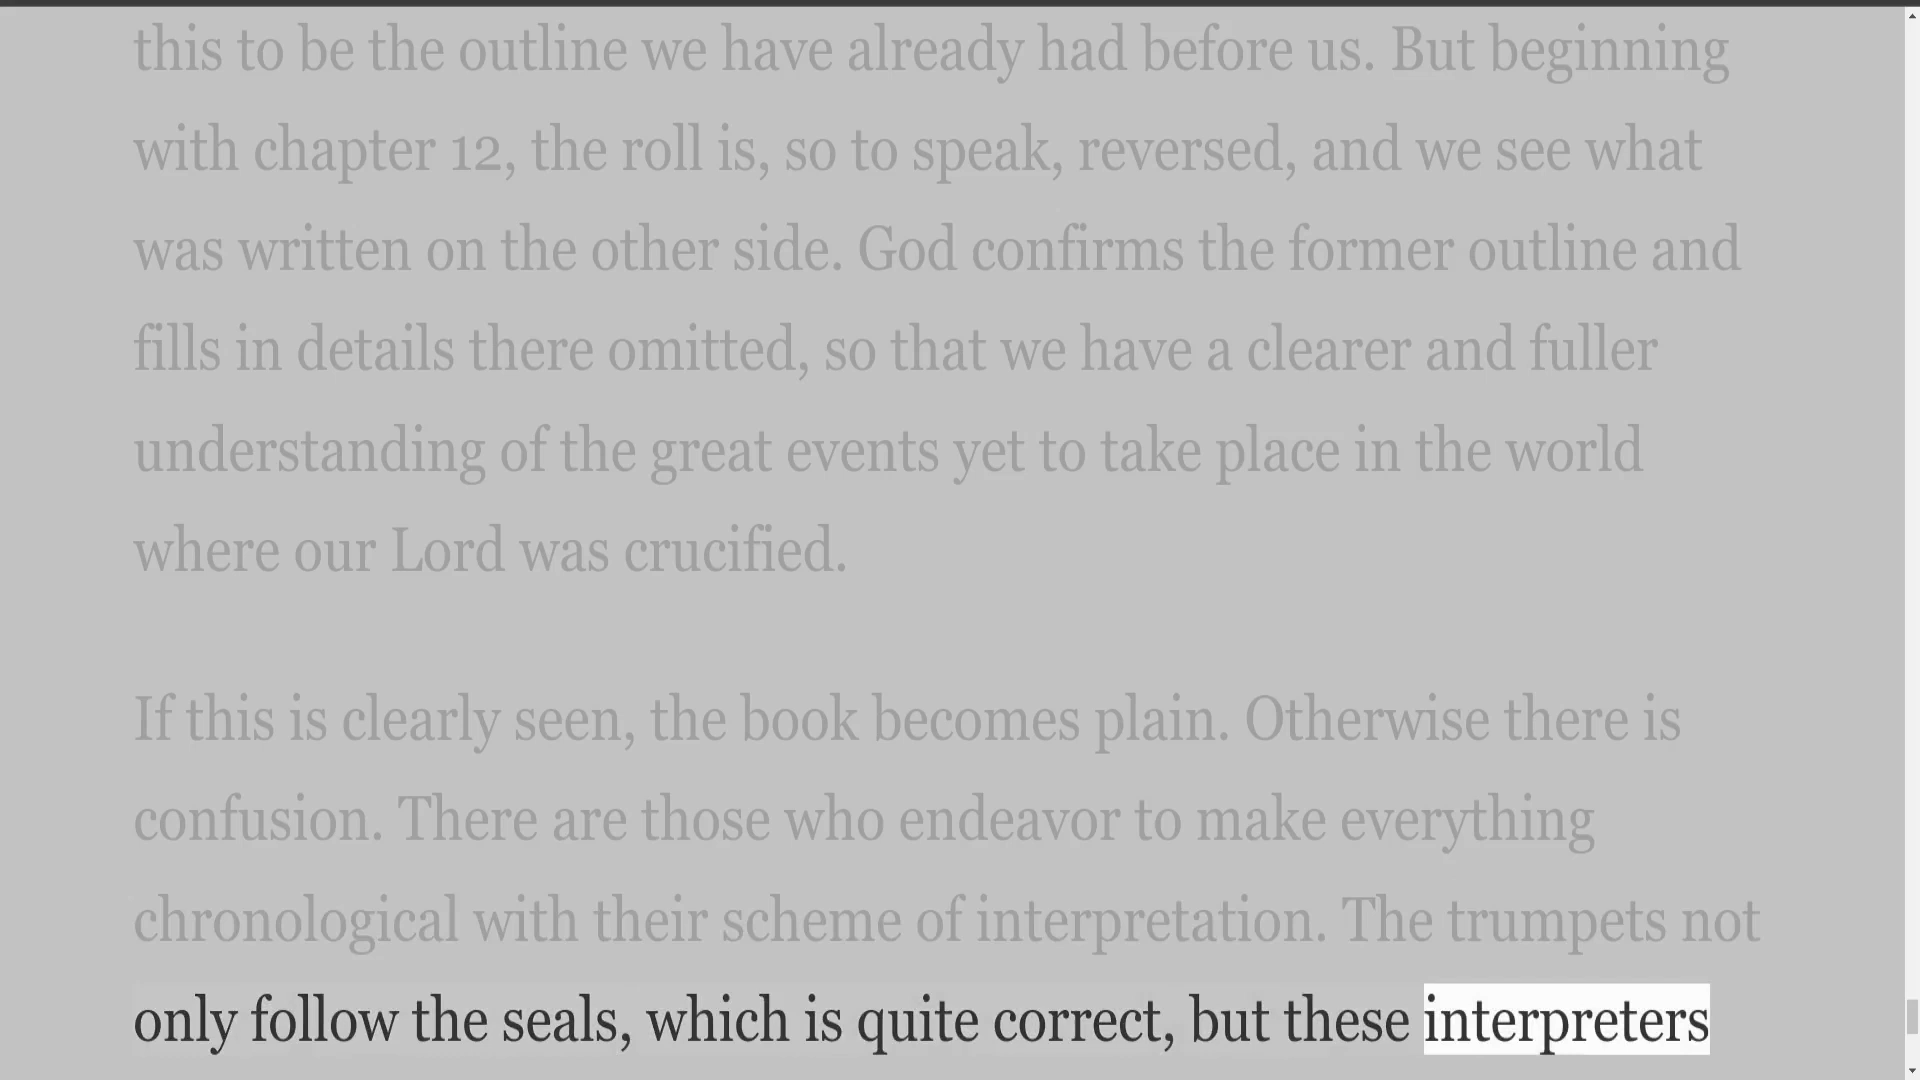 this to be the outline we have already had before us. But beginning
with chapter 12, the roll is, so to speak, reversed, and we see what
was written on the other side. God confirms the former outline and
fills in details there omitted, so that we have a clearer and fuller
understanding of the great events yet to take place in the world
where our Lord was crucified.
If this is clearly seen, the book becomes plain. Otherwise there is
confusion. There are those who endeavor to make everything
chronological with their scheme of interpretation. The trumpets not
only follow the seals, which is quite correct, but these interpreters